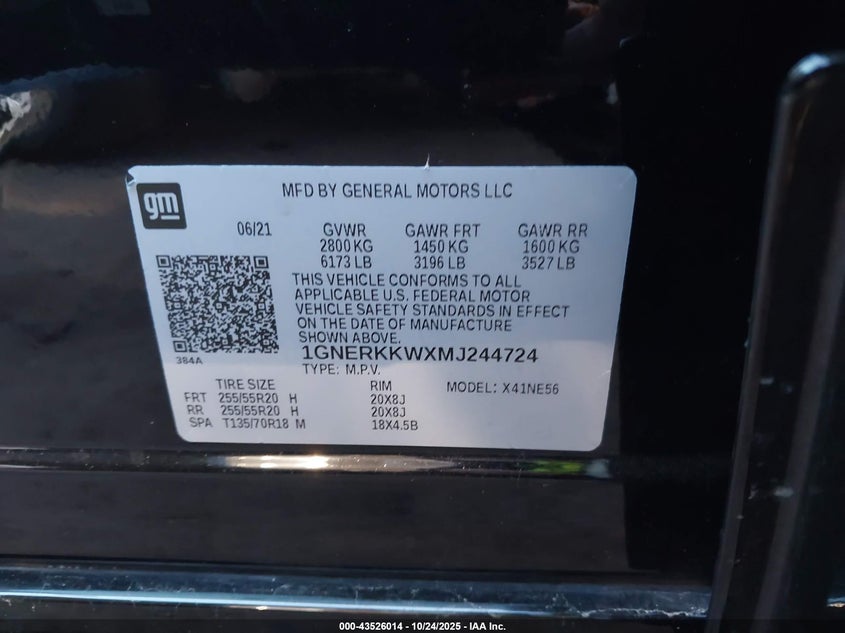 gm
MFD BY GENERAL MOTORS LLC
06/21 GVWR GAWR FRT GAWR RR
2800 KG 1450 KG 1600 KG
6173 LB 3196 LB 3527 LB
THIS VEHICLE CONFORMS TO ALL
APPLICABLE U.S. FEDERAL MOTOR
VEHICLE SAFETY STANDARDS IN EFFECT
ON THE DATE OF MANUFACTURE
SHOWN ABOVE.
384A
1GNERKKWXMJ244724
TYPE: M.P.V.
TIRE SIZE RIM MODEL: X41NE56
FRT 255/55R20 H 20X8J
RR 255/55R20 H 20X8J
SPA T135/70R18 M 18X4.5B
000-43526014 - 10/24/2025 - IAA Inc.